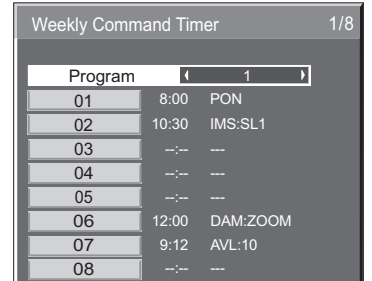 Weekly Command Timer 1/8
Program 1
01 8:00 PON
02 10:30 IMS:SL1
03 --:-- ---
04 --:-- ---
05 --:-- ---
06 12:00 DAM:ZOOM
07 9:12 AVL:10
08 --:-- ---